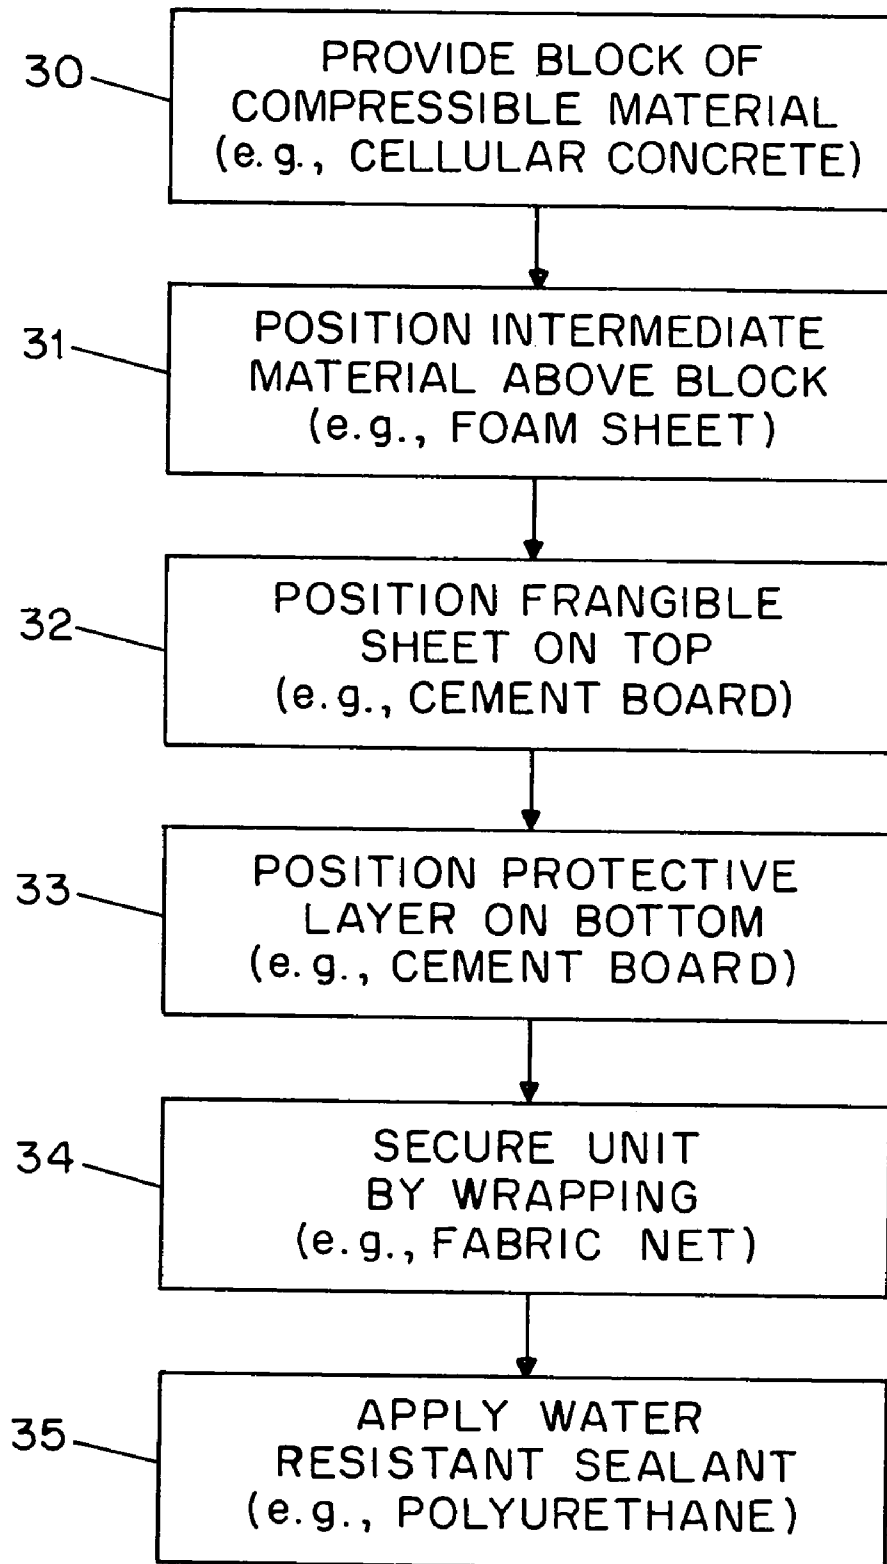 30
PROVIDE BLOCK OF
COMPRESSIBLE MATERIAL
(e.g., CELLULAR CONCRETE)
31
POSITION INTERMEDIATE
MATERIAL ABOVE BLOCK
(e.g., FOAM SHEET)
32
POSITION FRANGIBLE
SHEET ON TOP
(e.g., CEMENT BOARD)
33
POSITION PROTECTIVE
LAYER ON BOTTOM
(e.g., CEMENT BOARD)
34
SECURE UNIT
BY WRAPPING
(e.g., FABRIC NET)
35
APPLY WATER
RESISTANT SEALANT
(e.g., POLYURETHANE)